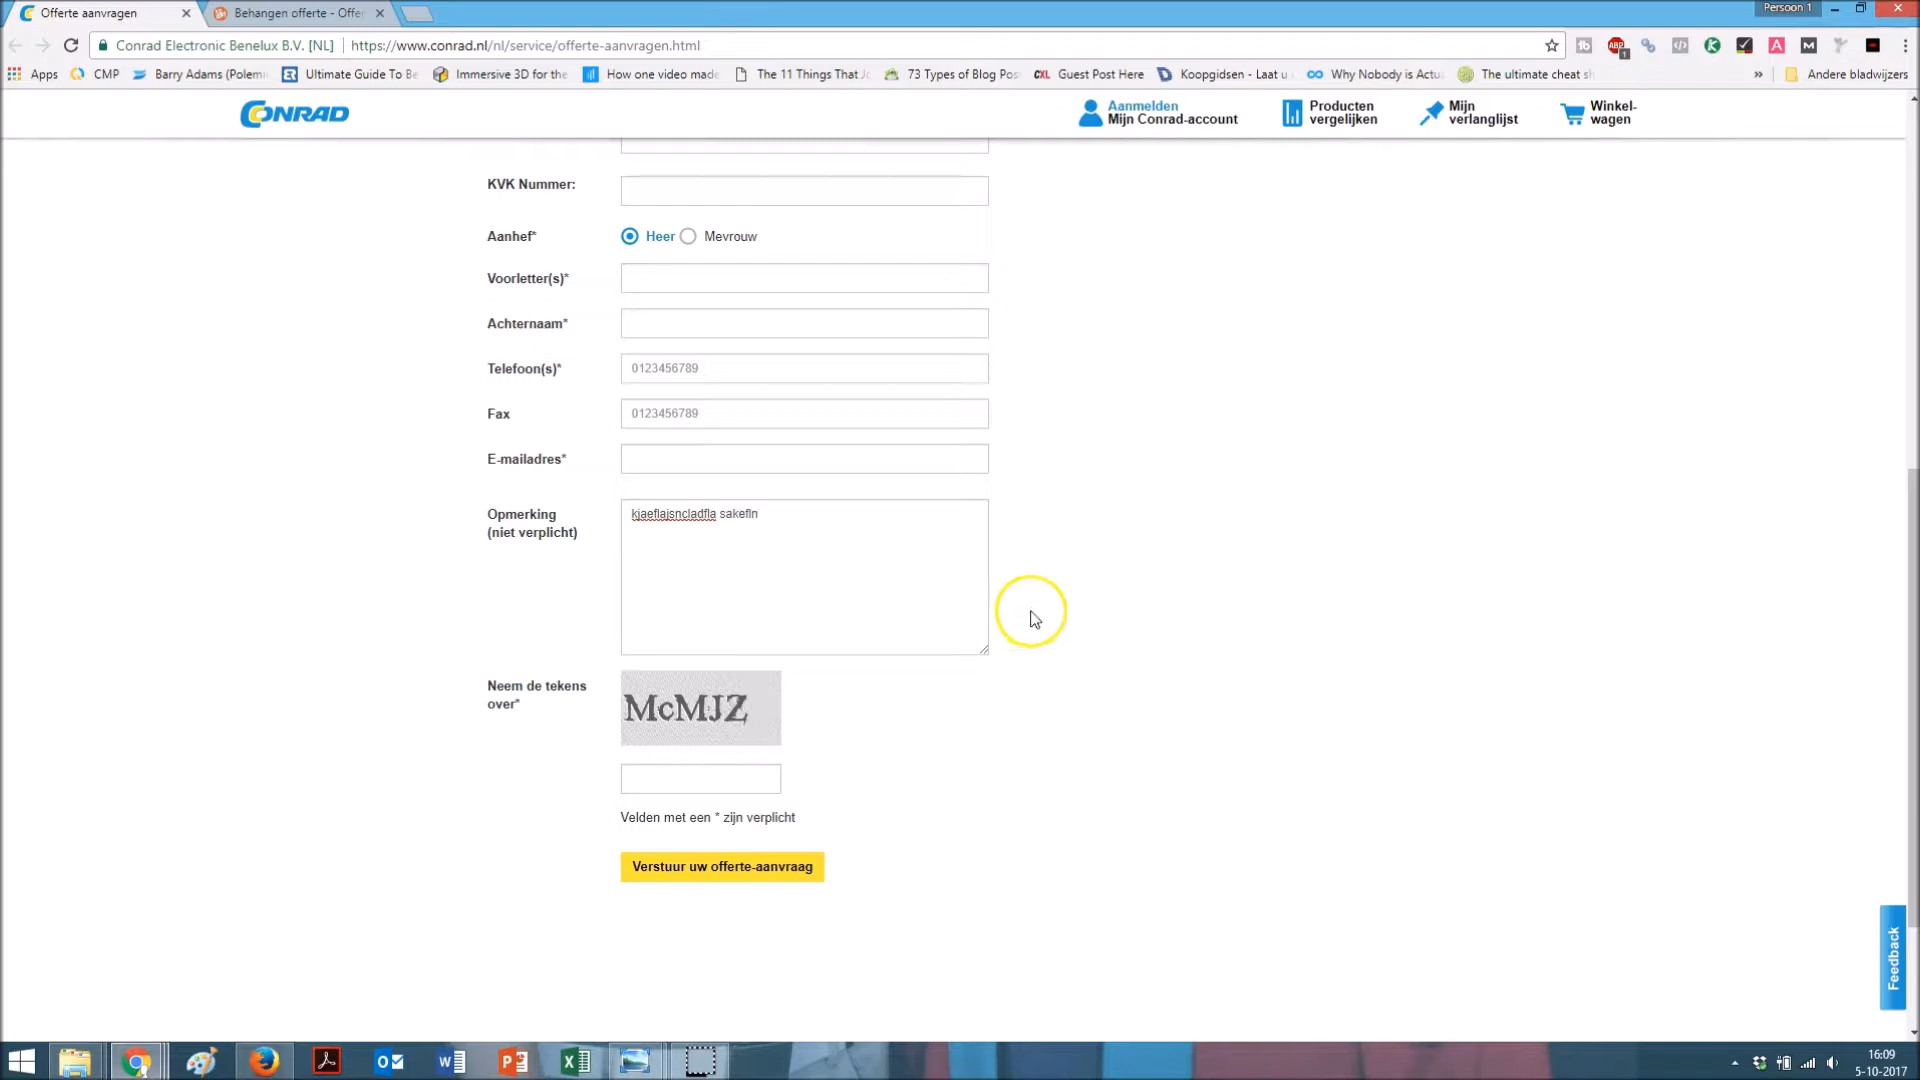 Offerte aanvragen
Behangen offerte - Offer
Persoon 1
Conrad Electronic Benelux B.V. [NL]
https://www.conrad.nl/nl/service/offerte-aanvragen.html
Apps
CMP
Barry Adams (Polemi
Ultimate Guide To Be
Immersive 3D for the
How one video made
The 11 Things That Jo
73 Types of Blog Pos
CXL Guest Post Here
Koopgidsen - Laat u
Why Nobody is Actua
The ultimate cheat sh
Andere bladwijzers
CONRAD
Aanmelden
Mijn Conrad-account
Producten
vergelijken
Mijn
verlanglijst
Winkel-
wagen
KVK Nummer:
Aanhef*
Heer
Mevrouw
Voorletter(s)*
Achternaam*
Telefoon(s)*
0123456789
Fax
0123456789
E-mailadres*
Opmerking
(niet verplicht)
kjaeflajsncladfla sakefln
Neem de tekens
over*
McMJZ
Velden met een * zijn verplicht
Verstuur uw offerte-aanvraag
Feedback
16:09
5-10-2017